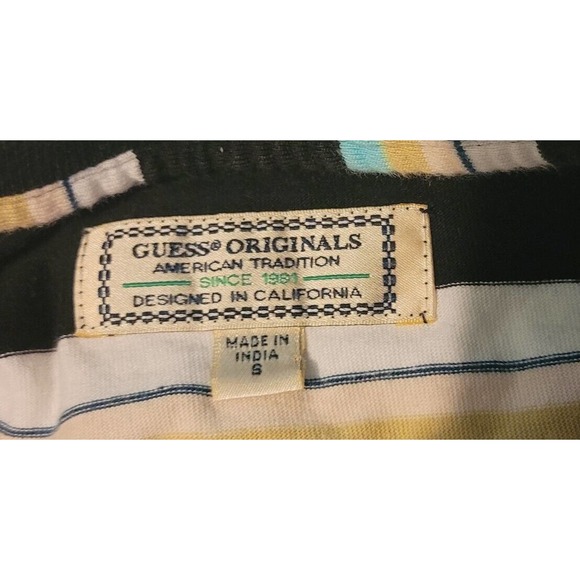 GUESS® ORIGINALS
AMERICAN TRADITION
SINCE 1981
DESIGNED IN CALIFORNIA
MADE IN
INDIA
S